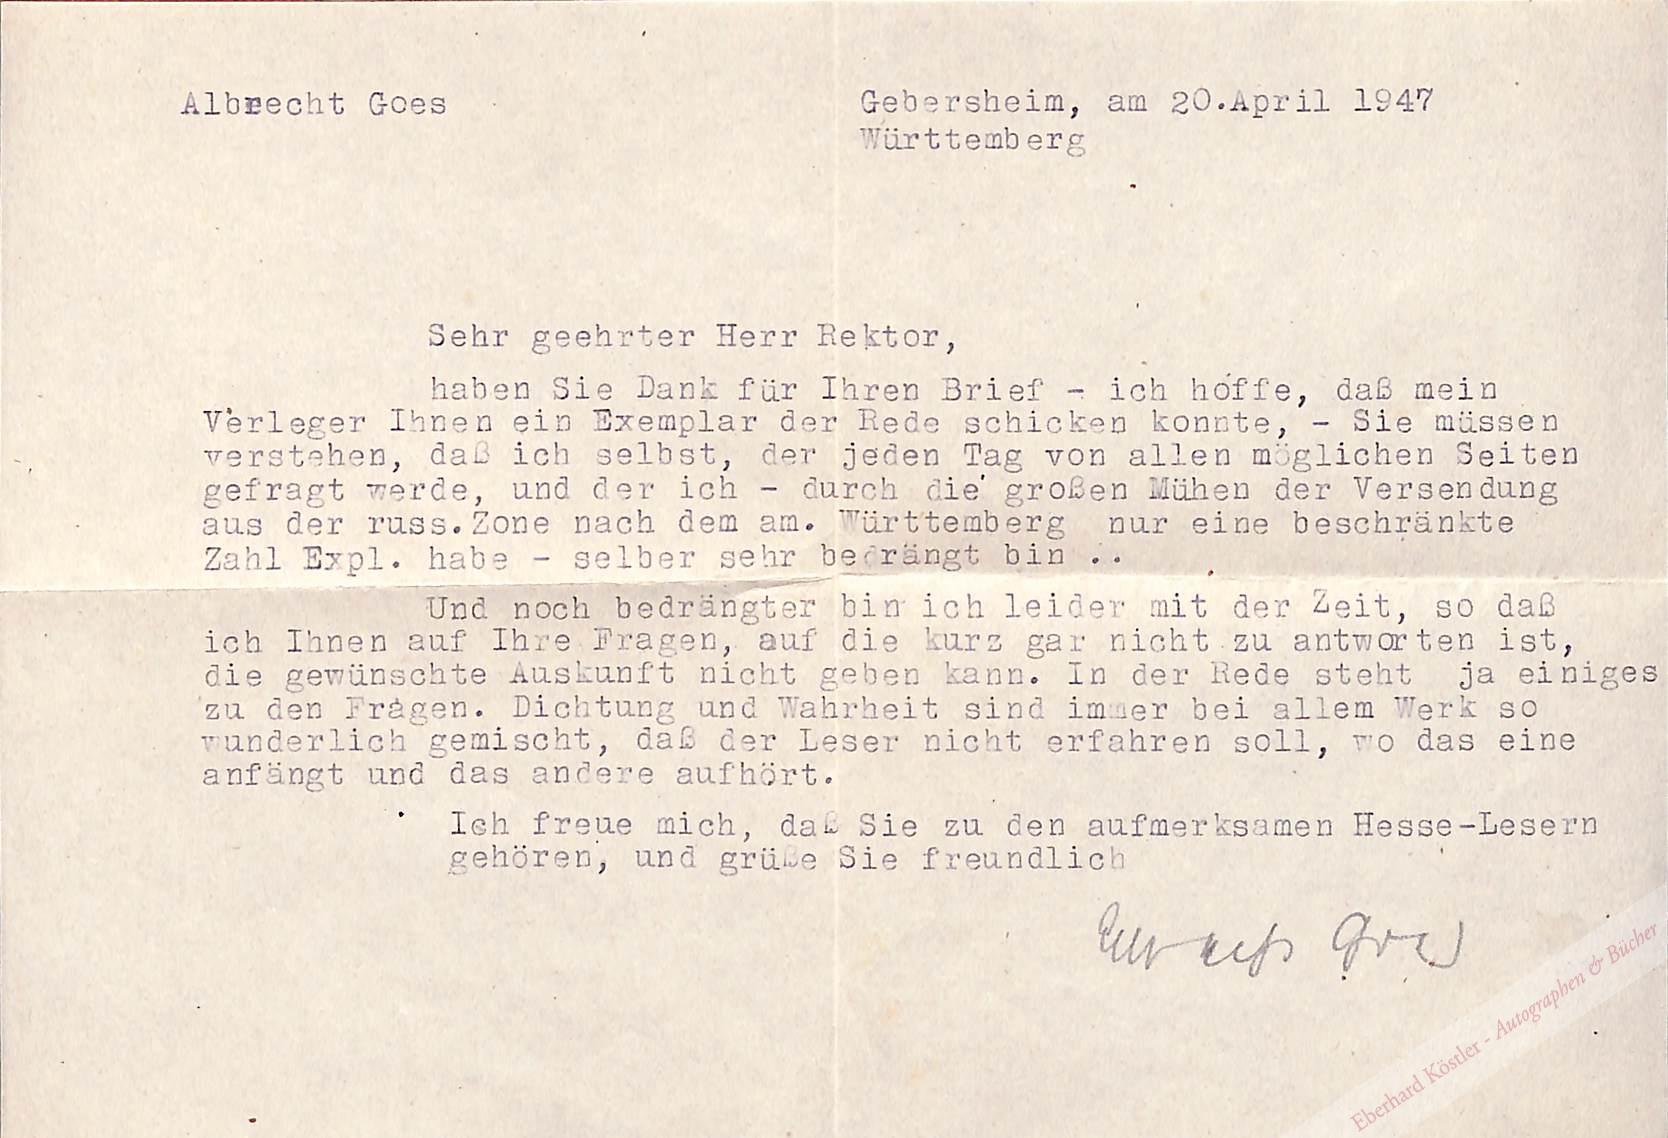 Albrecht Goes
Gebersheim, am 20.April 1947
Württemberg
Sehr geehrter Herr Rektor,
haben Sie Dank für Ihren Brief - ich hoffe, daß mein
Verleger Ihnen ein Exemplar der Rede schicken konnte, - Sie müssen
verstehen, daß ich selbst, der jeden Tag von allen möglichen Seiten
gefragt werde, und der ich - durch die großen Mühen der Versendung
aus der russ.Zone nach dem am. Württemberg nur eine beschränkte
Zahl Expl. habe - selber sehr bedrängt bin ..
Und noch bedrängter bin ich leider mit der Zeit, so daß
ich Ihnen auf Ihre Fragen, auf die kurz gar nicht zu antworten ist,
die gewünschte Auskunft nicht geben kann. In der Rede steht ja einiges
zu den Fragen. Dichtung und Wahrheit sind immer bei allem Werk so
wunderlich gemischt, daß der Leser nicht erfahren soll, wo das eine
anfängt und das andere aufhört.
Ich freue mich, daß Sie zu den aufmerksamen Hesse-Lesern
gehören, und grüße Sie freundlich
Albrecht Goes
Eberhard Köstler - Autographen & Bücher